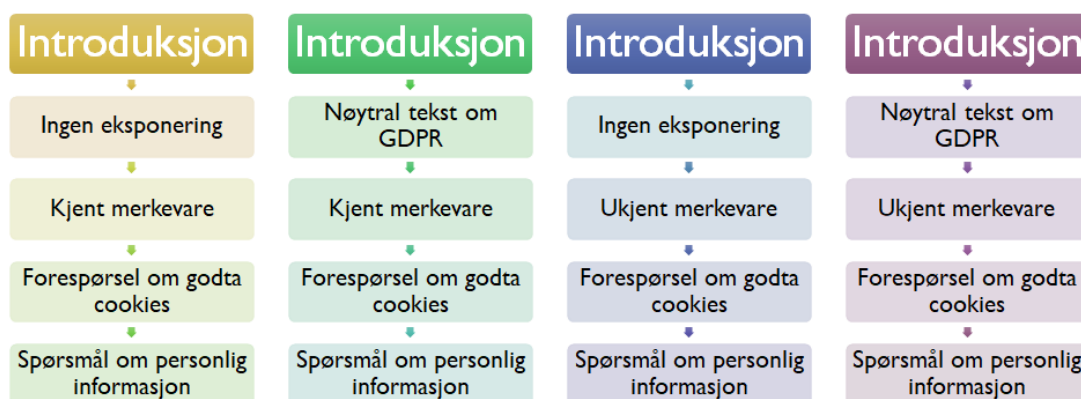 Introduksjon
Ingen eksponering
Kjent merkevare
Forespørsel om godta
cookies
Spørsmål om personlig
informasjon
Introduksjon
Nøytral tekst om
GDPR
Kjent merkevare
Forespørsel om godta
cookies
Spørsmål om personlig
informasjon
Introduksjon
Ingen eksponering
Ukjent merkevare
Forespørsel om godta
cookies
Spørsmål om personlig
informasjon
Introduksjon
Nøytral tekst om
GDPR
Ukjent merkevare
Forespørsel om godta
cookies
Spørsmål om personlig
informasjon